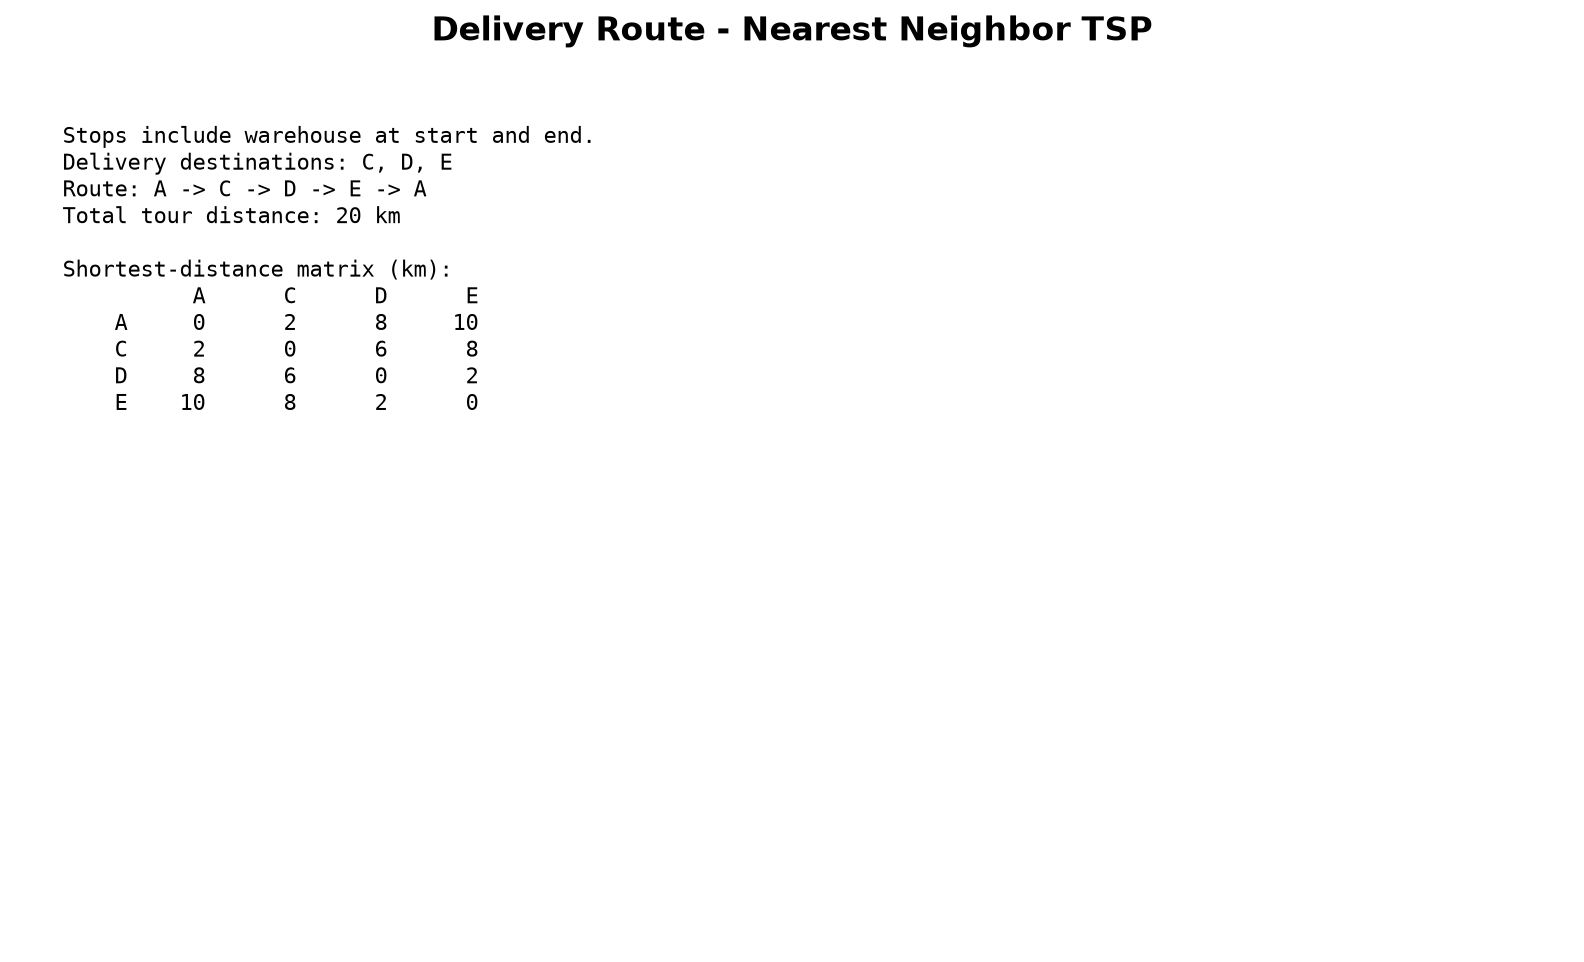 Delivery Route - Nearest Neighbor TSP
Stops include warehouse at start and end.
Delivery destinations: C, D, E
Route: A -> C -> D -> E -> A
Total tour distance: 20 km
Shortest-distance matrix (km):
A C D E
A 0 2 8 10
C 2 0 6 8
D 8 6 0 2
E 10 8 2 0